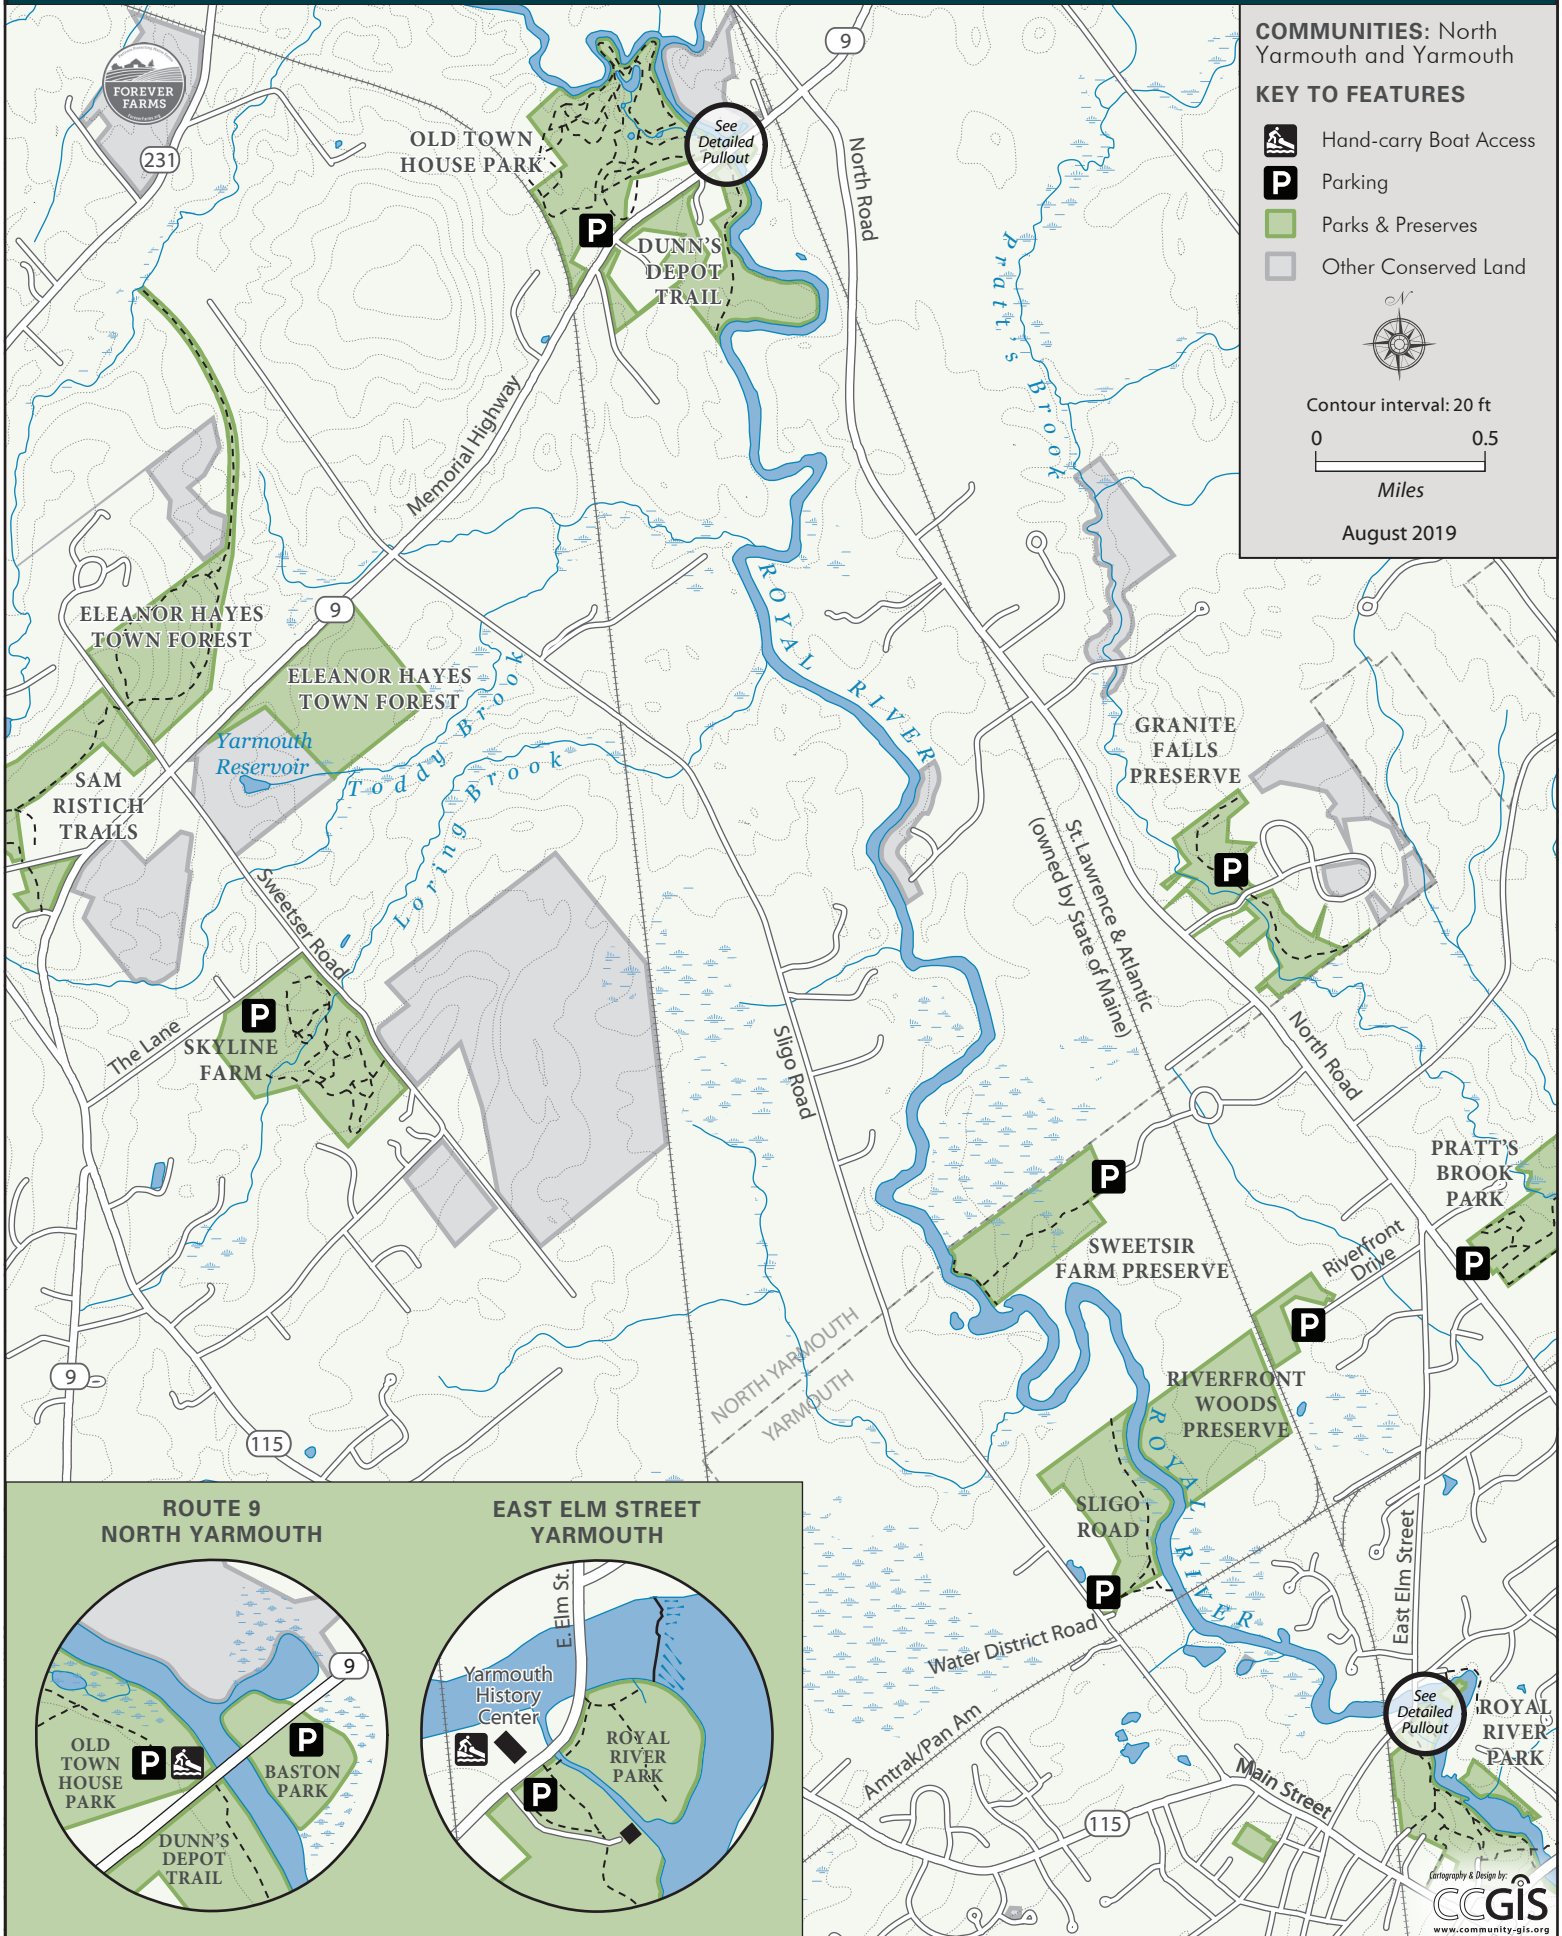 COMMUNITIES: North
Yarmouth and Yarmouth
KEY TO FEATURES
Hand-carry Boat Access
P
Parking
Parks & Preserves
Other Conserved Land
N
Contour interval: 20 ft
0 0.5
Miles
August 2019
FOREVER
FARMS
231
OLD TOWN
HOUSE PARK
See
Detailed
Pullout
9
North Road
P
DUNN'S
DEPOT
TRAIL
Pratt's Brook
Memorial Highway
ELEANOR HAYES
TOWN FOREST
9
ELEANOR HAYES
TOWN FOREST
ROYAL RIVER
Yarmouth
Reservoir
Toddy Brook
Loring Brook
SAM
RISTICH
TRAILS
GRANITE
FALLS
PRESERVE
P
St. Lawrence & Atlantic
(owned by State of Maine)
Sweetser Road
The Lane
P
SKYLINE
FARM
Sligo Road
North Road
P
SWEETSIR
FARM PRESERVE
PRATT'S
BROOK
PARK
P
Riverfront
Drive
P
RIVERFRONT
WOODS
PRESERVE
NORTH YARMOUTH
YARMOUTH
9
115
ROYAL RIVER
SLIGO
ROAD
P
Water District Road
Amtrak/Pan Am
East Elm Street
See
Detailed
Pullout
ROYAL
RIVER
PARK
Main Street
115
ROUTE 9
NORTH YARMOUTH
9
OLD
TOWN
HOUSE
PARK
P
P
BASTON
PARK
DUNN'S
DEPOT
TRAIL
EAST ELM STREET
YARMOUTH
E. Elm St.
Yarmouth
History
Center
ROYAL
RIVER
PARK
P
Cartography & Design by:
CCGIS
www.community-gis.org